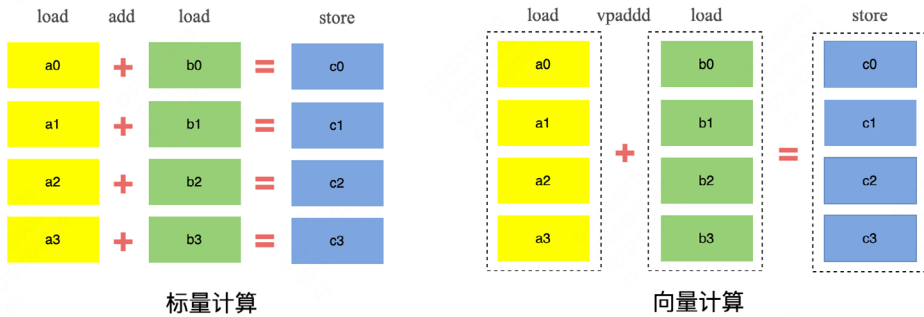 load add load store load vpaddd load store
a0 + b0 = c0 a0 b0 c0
a1 + b1 = c1 a1 b1 c1
+ =
a2 + b2 = c2 a2 b2 c2
a3 + b3 = c3 a3 b3 c3
标量计算 向量计算